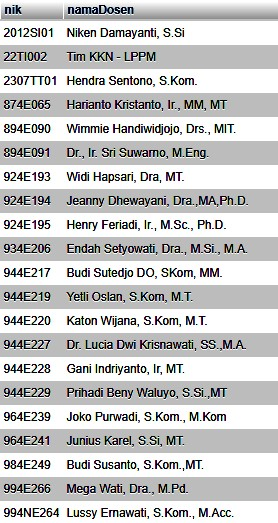 nik namaDosen
2012SI01 Niken Damayanti, S.Si
22TI002 Tim KKN - LPPM
2307TT01 Hendra Sentono, S.Kom.
874E065 Harianto Kristanto, Ir., MM, MT
894E090 Wimmie Handiwidjojo, Drs., MIT.
894E091 Dr., Ir. Sri Suwarno, M.Eng.
924E193 Widi Hapsari, Dra, MT.
924E194 Jeanny Dhewayani, Dra.,MA,Ph.D.
924E195 Henry Feriadi, Ir., M.Sc., Ph.D.
934E206 Endah Setyowati, Dra., M.Si., M.A.
944E217 Budi Sutedjo DO, SKom, MM.
944E219 Yetli Oslan, S.Kom, M.T.
944E220 Katon Wijana, S.Kom, M.T.
944E227 Dr. Lucia Dwi Krisnawati, SS.,M.A.
944E228 Gani Indriyanto, Ir, MT.
944E229 Prihadi Beny Waluyo, S.Si.,MT
964E239 Joko Purwadi, S.Kom., M.Kom
964E241 Junius Karel, S.Si, MT.
984E249 Budi Susanto, S.Kom.,MT.
994E266 Mega Wati, Dra., M.Pd.
994NE264 Lussy Ernawati, S.Kom., M.Acc.